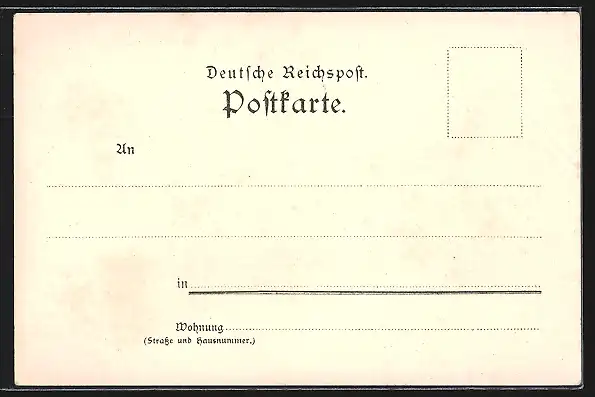 Deutſche Reichspoſt.
Poſtkarte.
An
in
Wohnung
(Straße und Hausnummer.)